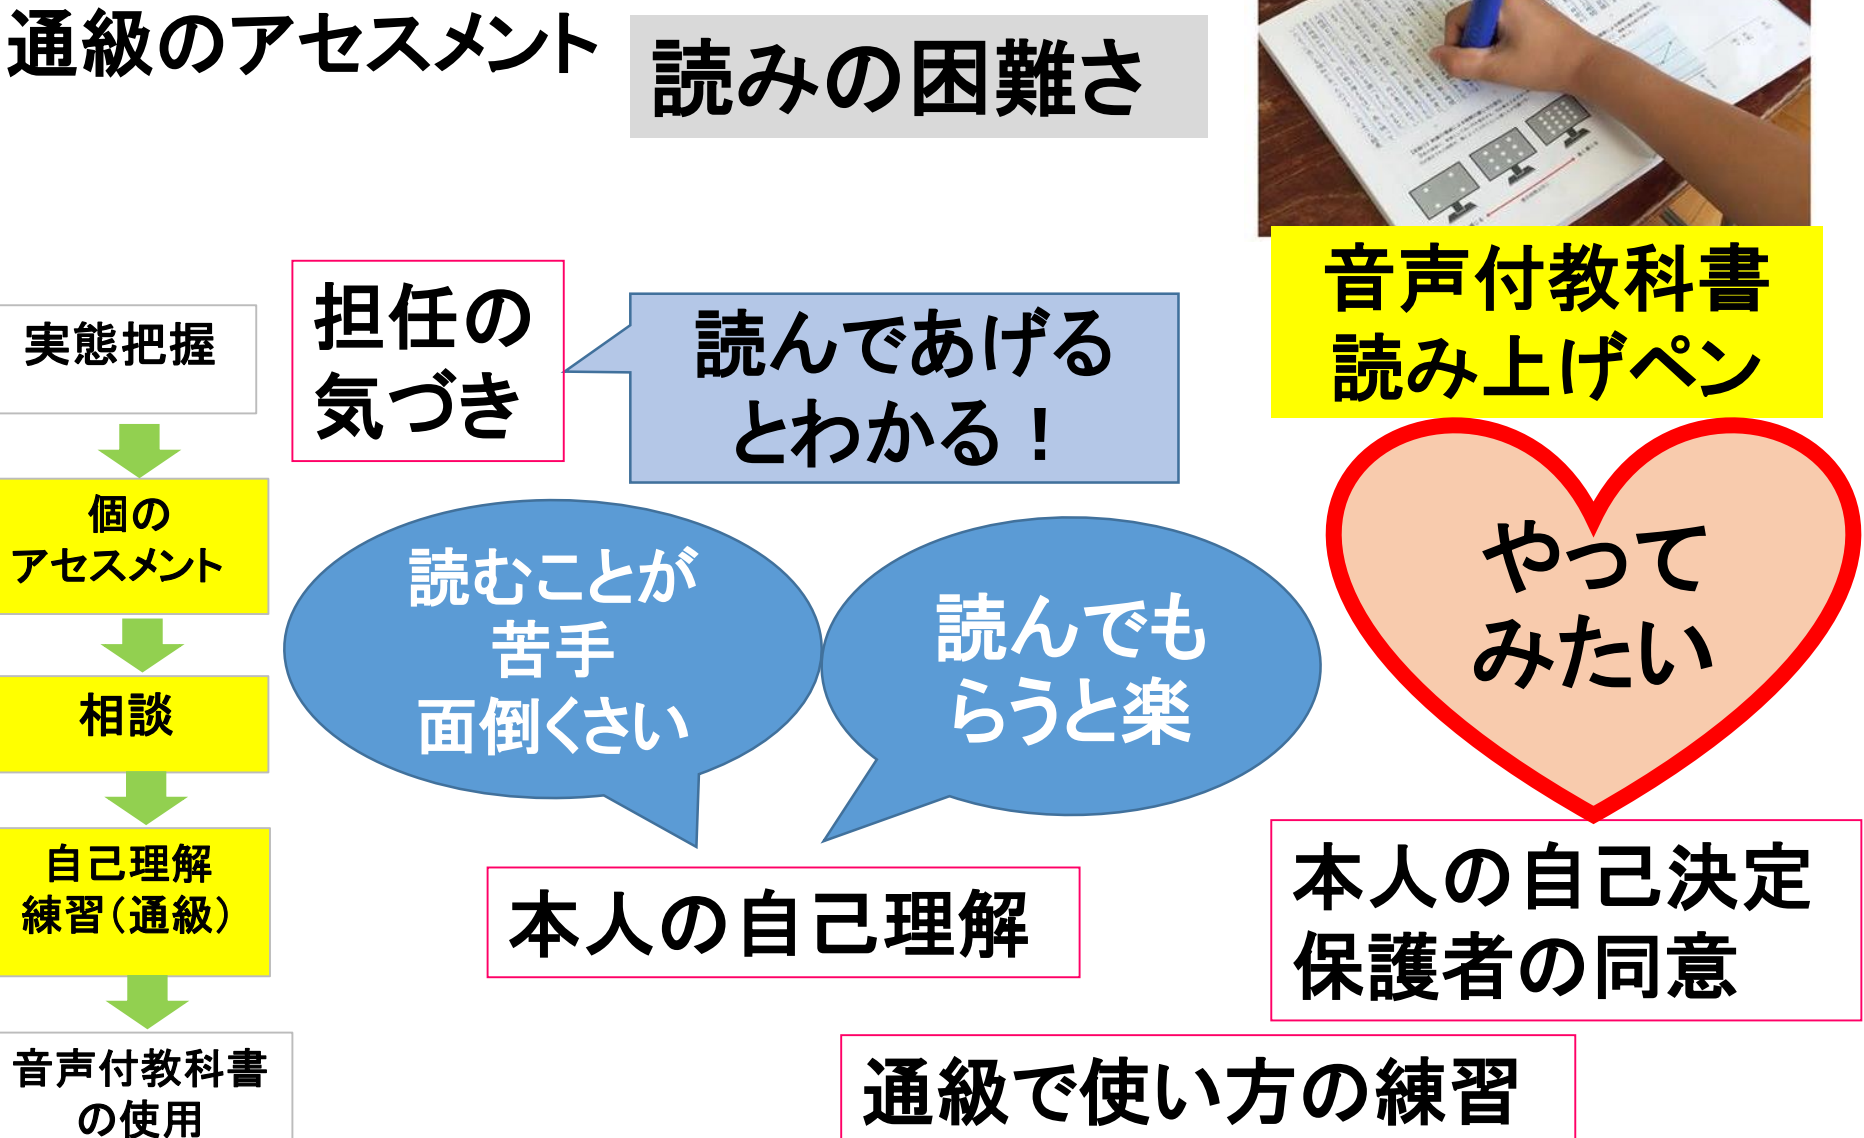 通級のアセスメント
読みの困難さ
音声付教科書
読み上げペン
実態把握
個の
アセスメント
相談
自己理解
練習(通級)
音声付教科書
の使用
担任の
気づき
読んであげる
とわかる！
読むことが
苦手
面倒くさい
読んでも
らうと楽
本人の自己理解
やって
みたい
本人の自己決定
保護者の同意
通級で使い方の練習